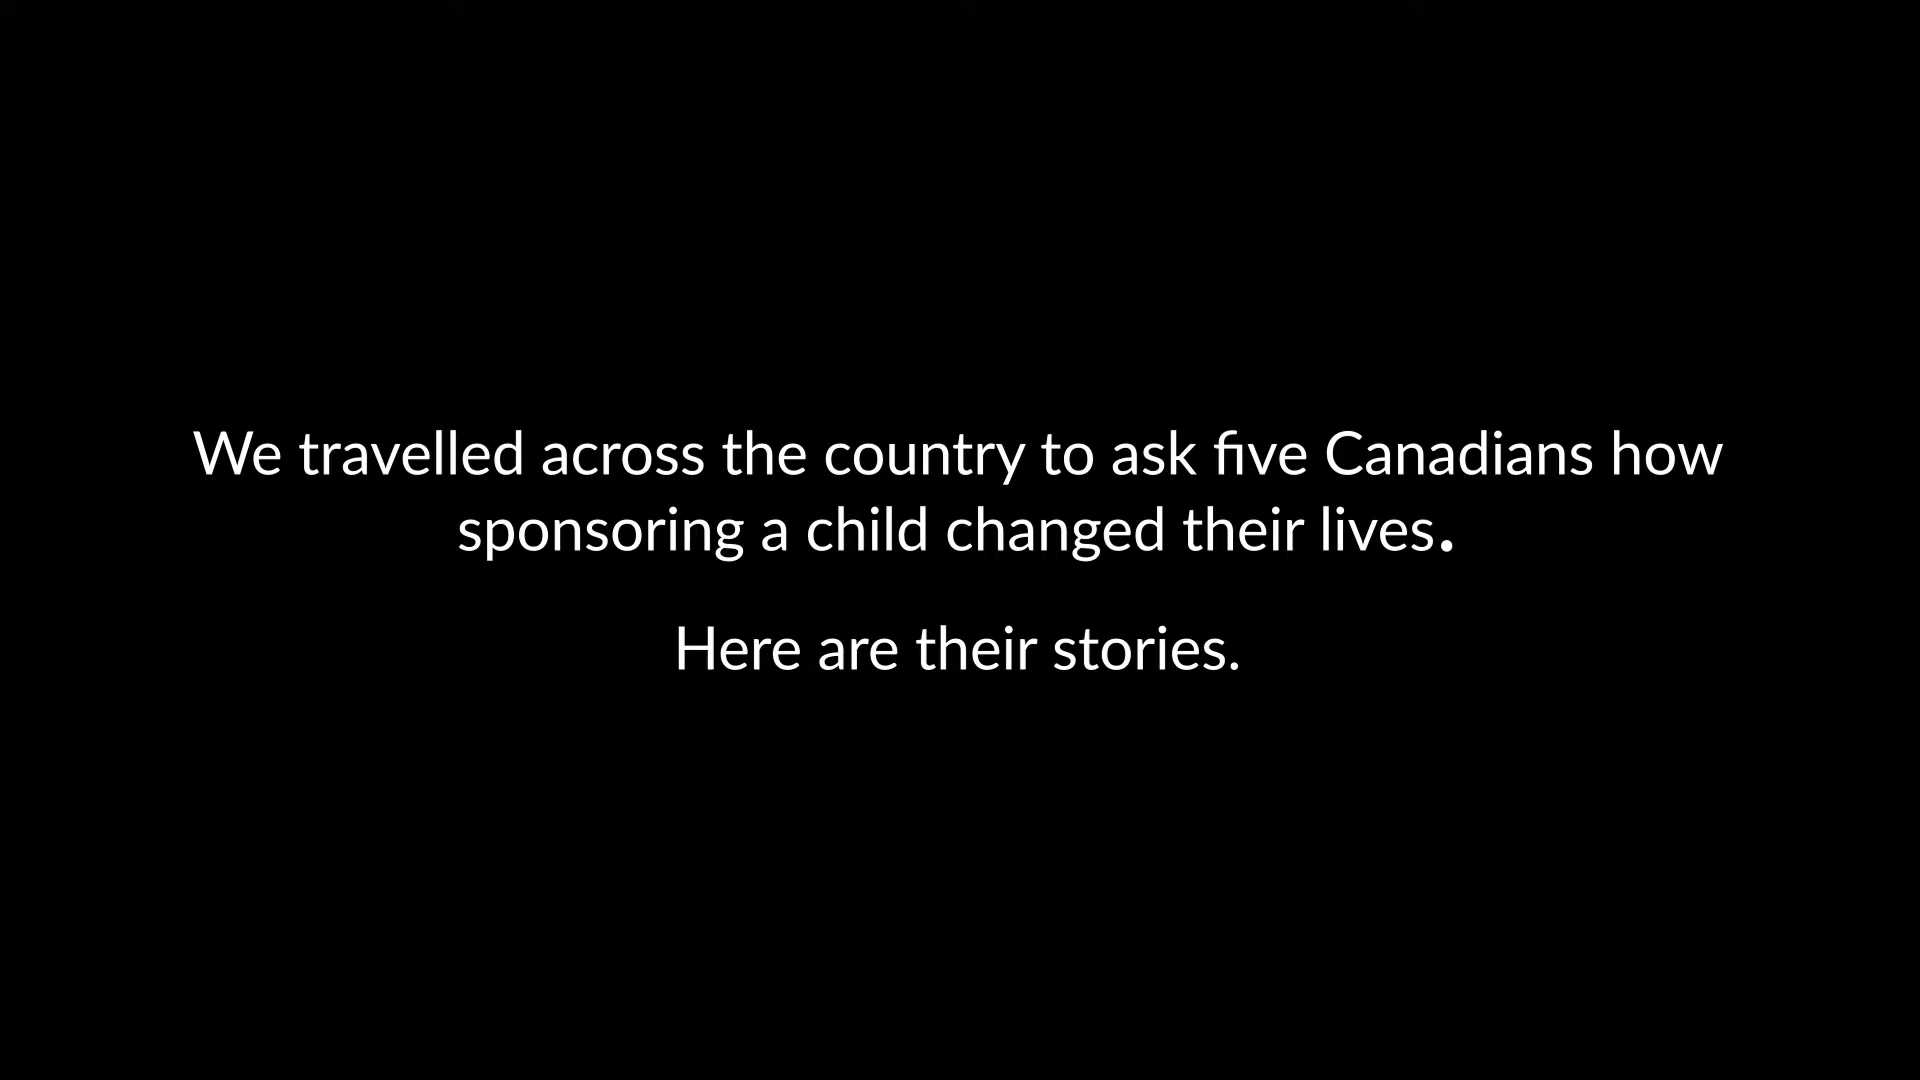 We travelled across the country to ask five Canadians how
sponsoring a child changed their lives.
Here are their stories.